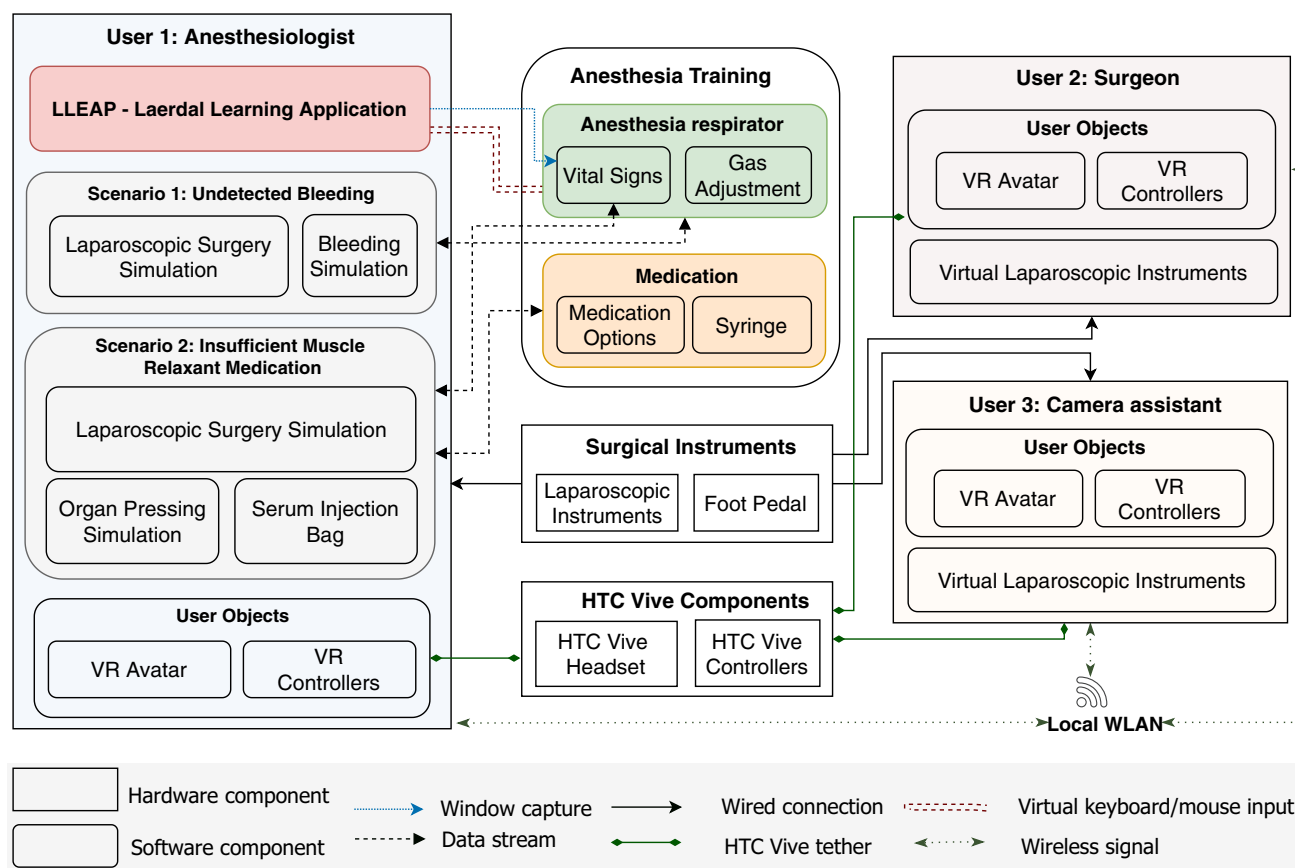 User 1: Anesthesiologist
LLEAP - Laerdal Learning Application
Scenario 1: Undetected Bleeding
Laparoscopic Surgery
Simulation
Bleeding
Simulation
Scenario 2: Insufficient Muscle
Relaxant Medication
Laparoscopic Surgery Simulation
Organ Pressing
Simulation
Serum Injection
Bag
User Objects
VR Avatar
VR
Controllers
Anesthesia Training
Anesthesia respirator
Vital Signs
Gas
Adjustment
Medication
Medication
Options
Syringe
Surgical Instruments
Laparoscopic
Instruments
Foot Pedal
HTC Vive Components
HTC Vive
Headset
HTC Vive
Controllers
User 2: Surgeon
User Objects
VR Avatar
VR
Controllers
Virtual Laparoscopic Instruments
User 3: Camera assistant
User Objects
VR Avatar
VR
Controllers
Virtual Laparoscopic Instruments
Local WLAN
Hardware component
Software component
Window capture
Data stream
Wired connection
HTC Vive tether
Virtual keyboard/mouse input
Wireless signal